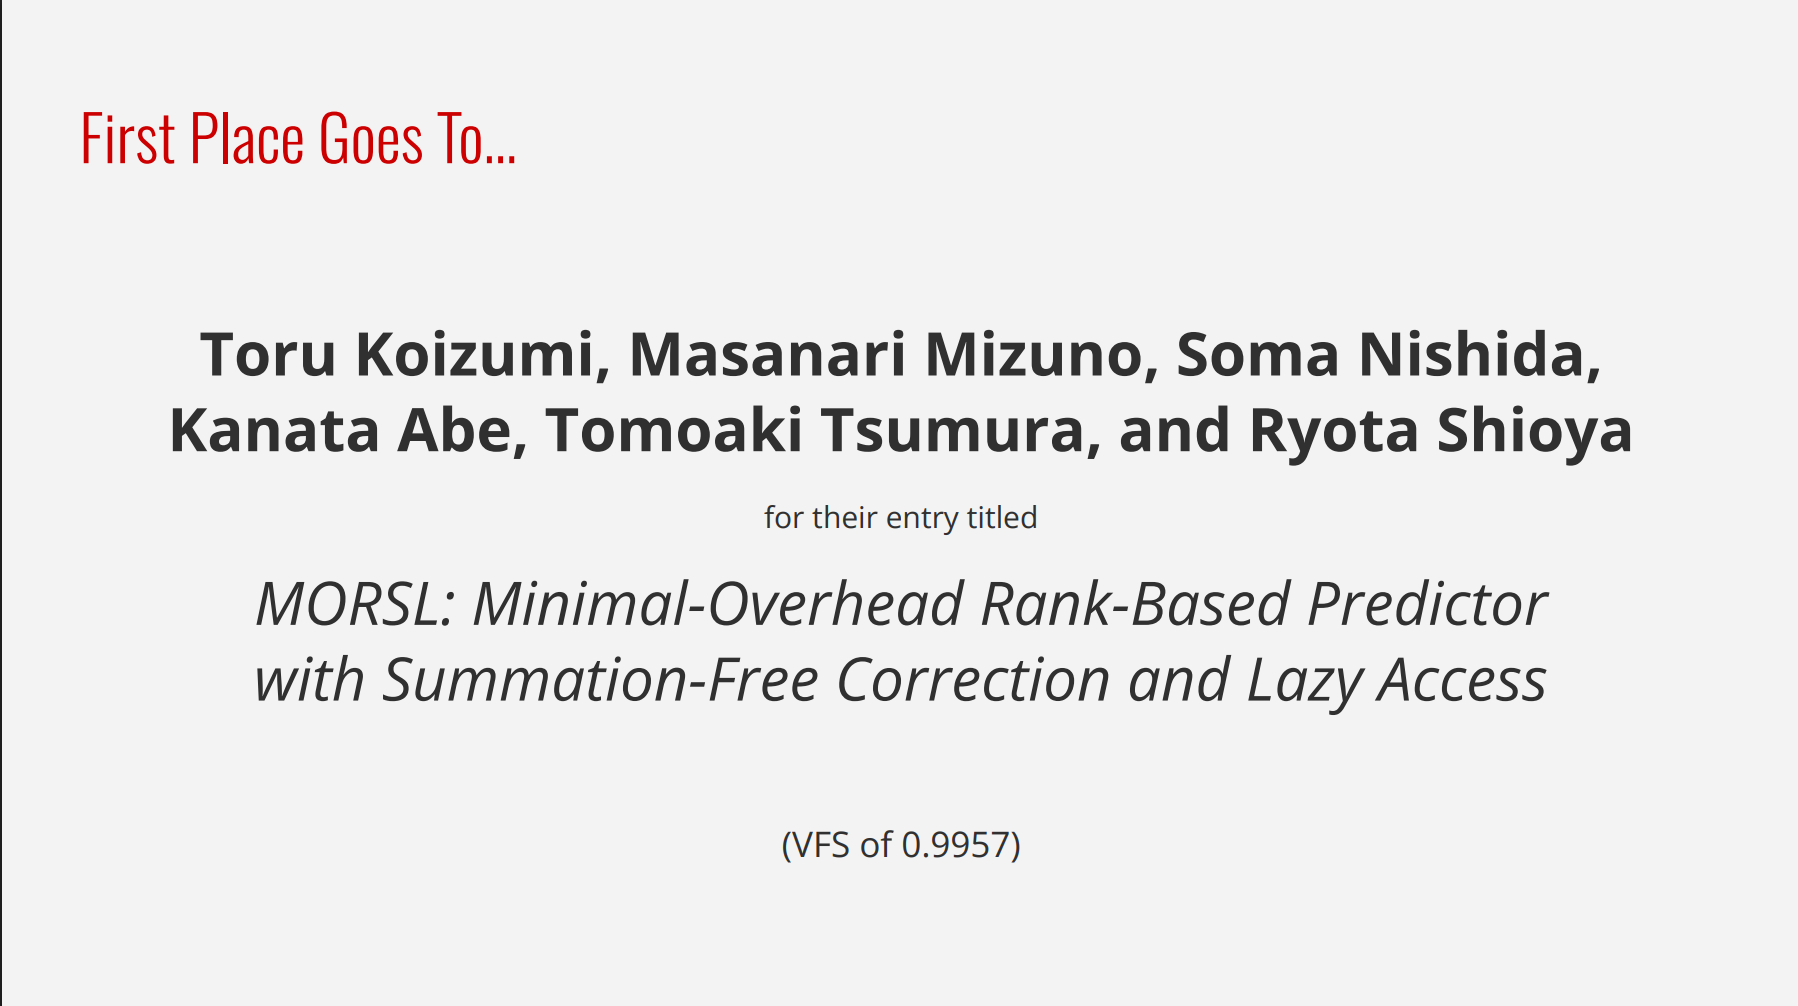 First Place Goes To...
Toru Koizumi, Masanari Mizuno, Soma Nishida,
Kanata Abe, Tomoaki Tsumura, and Ryota Shioya
for their entry titled
MORSL: Minimal-Overhead Rank-Based Predictor
with Summation-Free Correction and Lazy Access
(VFS of 0.9957)